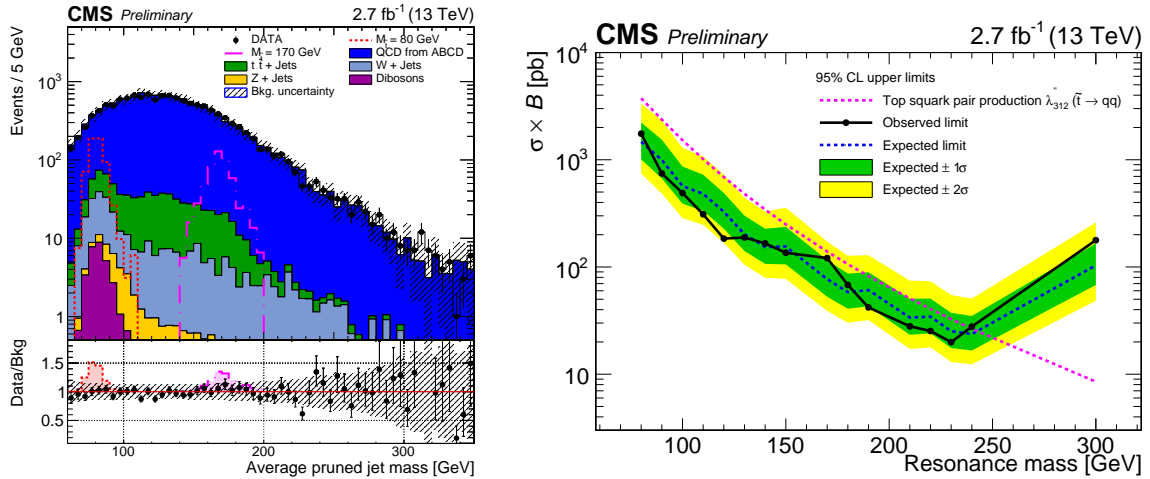 CMS Preliminary 2.7 fb⁻¹ (13 TeV)
DATA
M_t̃ = 80 GeV
M_t̃ = 170 GeV
QCD from ABCD
t t̄ + Jets
W + Jets
Z + Jets
Dibosons
Bkg. uncertainty
Events / 5 GeV
10³
10²
10
1
Data/Bkg
1.5
1
0.5
100 200 300
Average pruned jet mass [GeV]
CMS Preliminary 2.7 fb⁻¹ (13 TeV)
95% CL upper limits
Top squark pair production λ″₃₁₂ (t̃ → qq)
Observed limit
Expected limit
Expected ± 1σ
Expected ± 2σ
σ × B [pb]
10⁴
10³
10²
10
100 150 200 250 300
Resonance mass [GeV]